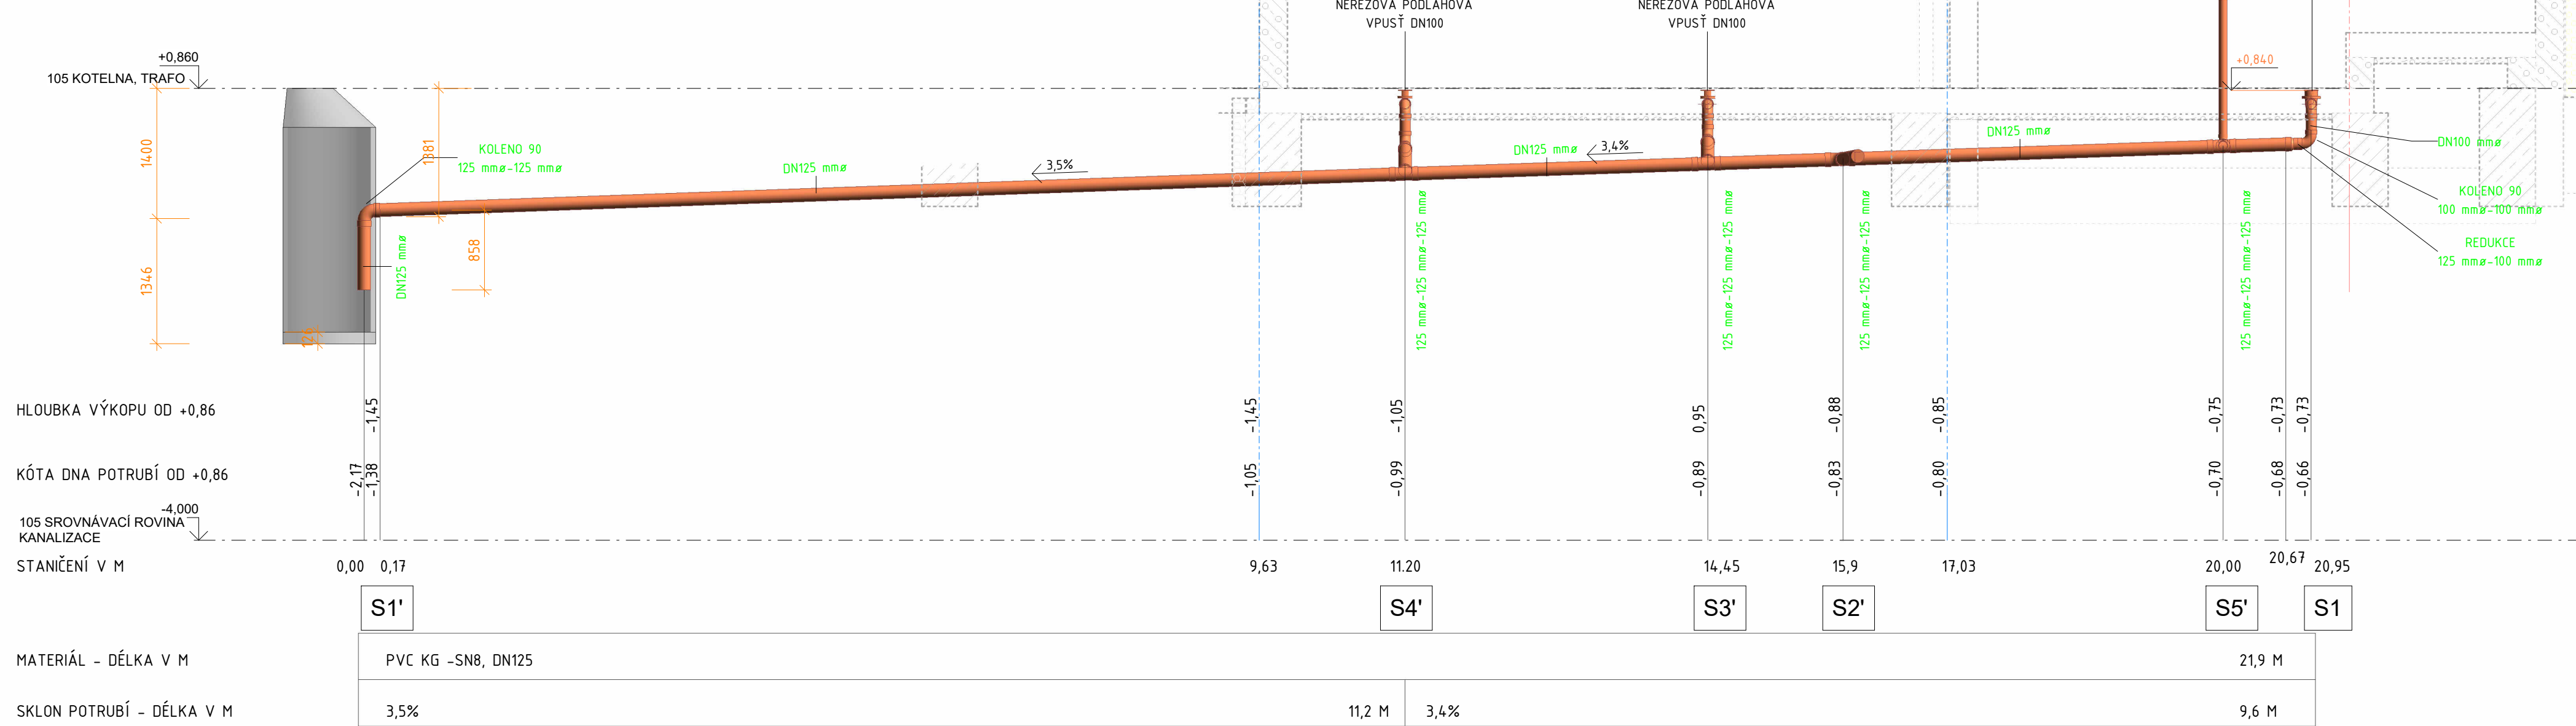 NEREZOVÁ PODLAHOVÁ
VPUSŤ DN100
NEREZOVÁ PODLAHOVÁ
VPUSŤ DN100
+0,860
105 KOTELNA, TRAFO
+0,840
1400
1346
1381
858
KOLENO 90
125 mmø-125 mmø
DN125 mmø
DN125 mmø
3,5%
DN125 mmø
3,4%
DN125 mmø
DN100 mmø
KOLENO 90
100 mmø-100 mmø
REDUKCE
125 mmø-100 mmø
125 mmø-125 mmø-125 mmø
125 mmø-125 mmø-125 mmø
125 mmø-125 mmø-125 mmø
125 mmø-125 mmø-125 mmø
HLOUBKA VÝKOPU OD +0,86
-1,45
-1,45
-1,05
0,95
-0,88
-0,85
-0,75
-0,73
-0,73
KÓTA DNA POTRUBÍ OD +0,86
-2,17
-1,38
-1,05
-0,99
-0,89
-0,83
-0,80
-0,70
-0,68
-0,66
-4,000
105 SROVNÁVACÍ ROVINA
KANALIZACE
STANIČENÍ V M
0,00
0,17
9,63
11.20
14,45
15,9
17,03
20,00
20,67
20,95
S1'
S4'
S3'
S2'
S5'
S1
MATERIÁL - DÉLKA V M
PVC KG -SN8, DN125
21,9 M
SKLON POTRUBÍ - DÉLKA V M
3,5%
11,2 M
3,4%
9,6 M